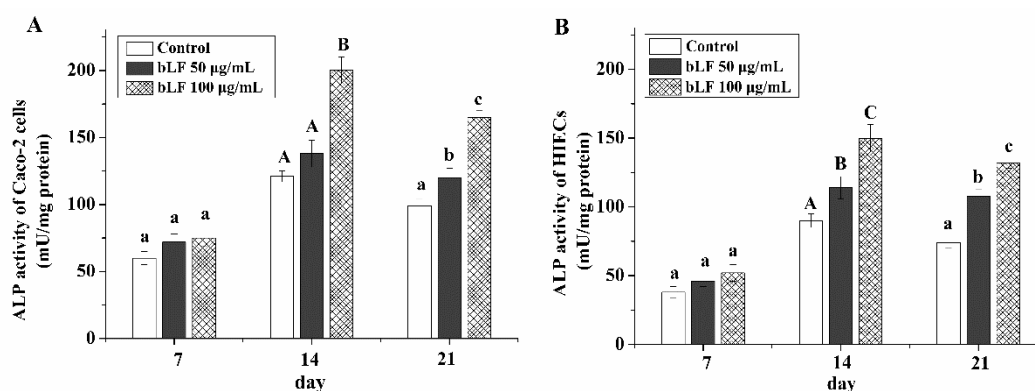 A
Control
bLF 50 μg/mL
bLF 100 μg/mL
ALP activity of Caco-2 cells
(mU/mg protein)
200
150
100
50
0
a
a
a
A
A
B
a
b
c
7
14
21
day
B
Control
bLF 50 μg/mL
bLF 100 μg/mL
ALP activity of HIECs
(mU/mg protein)
200
150
100
50
0
a
a
a
A
B
C
a
b
c
7
14
21
day